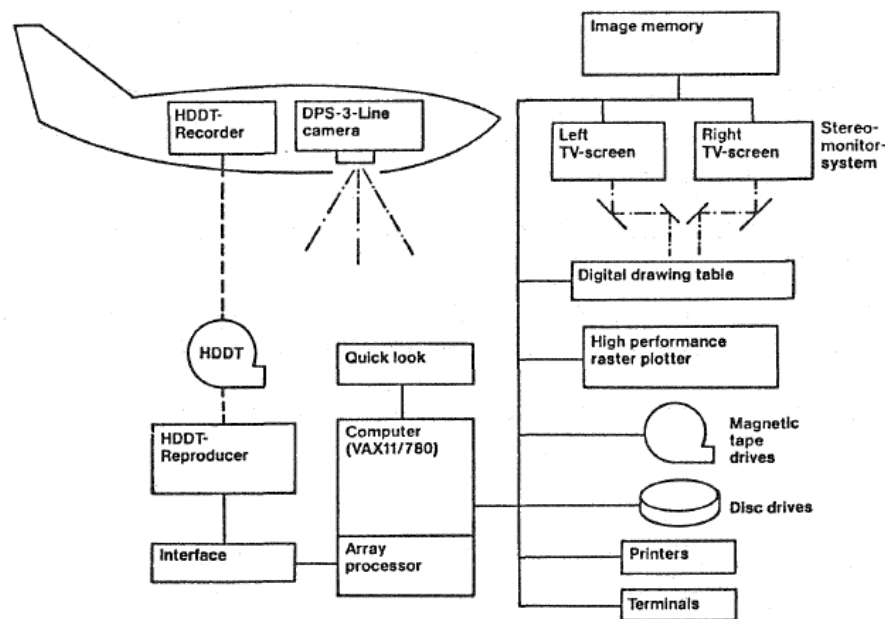 Image memory
HDDT-
Recorder
DPS-3-Line
camera
Left
TV-screen
Right
TV-screen
Stereo-
monitor-
system
Digital drawing table
HDDT
Quick look
High performance
raster plotter
HDDT-
Reproducer
Computer
(VAX11/780)
Magnetic
tape
drives
Disc drives
Interface
Array
processor
Printers
Terminals